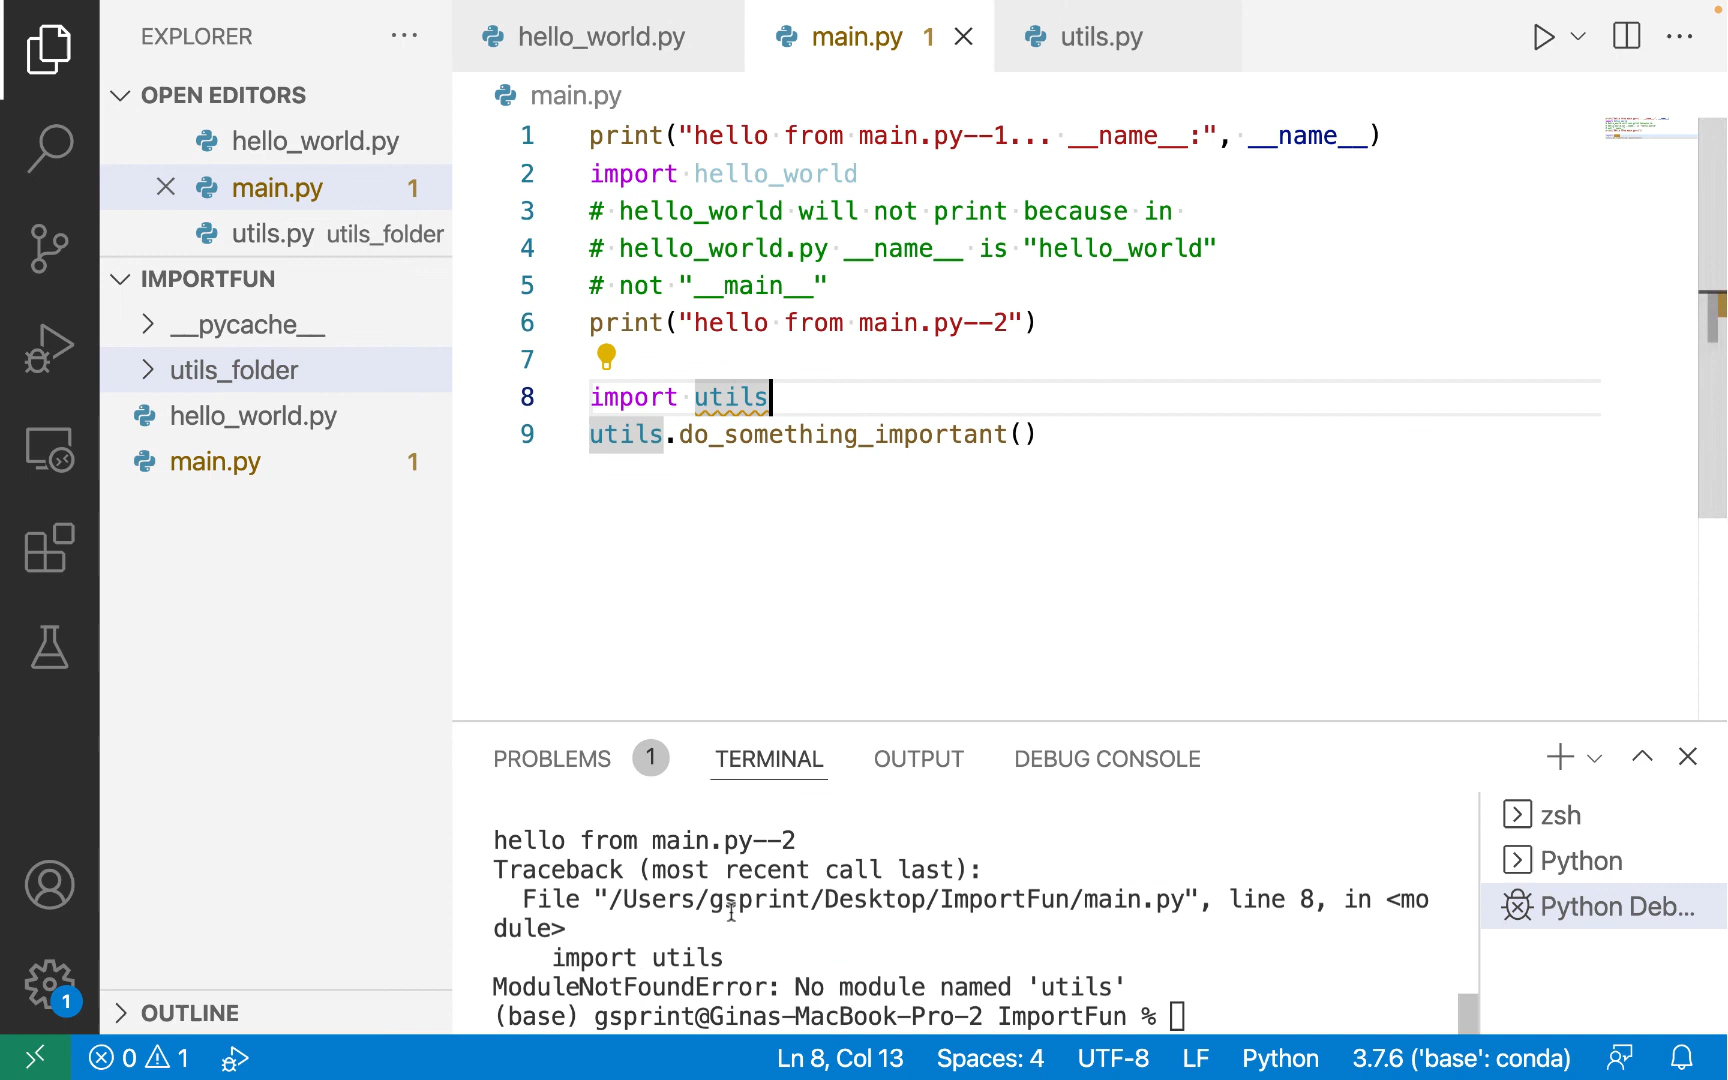 EXPLORER
OPEN EDITORS
hello_world.py
main.py 1
utils.py utils_folder
IMPORTFUN
__pycache__
utils_folder
hello_world.py
main.py 1
OUTLINE
1
hello_world.py
main.py 1
utils.py
main.py
1 print("hello from main.py--1... __name__:", __name__)
2 import hello_world
3 # hello_world will not print because in
4 # hello_world.py __name__ is "hello_world"
5 # not "__main__"
6 print("hello from main.py--2")
7
8 import utils
9 utils.do_something_important()
PROBLEMS 1 TERMINAL OUTPUT DEBUG CONSOLE
hello from main.py--2
Traceback (most recent call last):
File "/Users/gsprint/Desktop/ImportFun/main.py", line 8, in <mo
dule>
import utils
ModuleNotFoundError: No module named 'utils'
(base) gsprint@Ginas-MacBook-Pro-2 ImportFun %
zsh
Python
Python Deb...
0 1 Ln 8, Col 13 Spaces: 4 UTF-8 LF Python 3.7.6 ('base': conda)